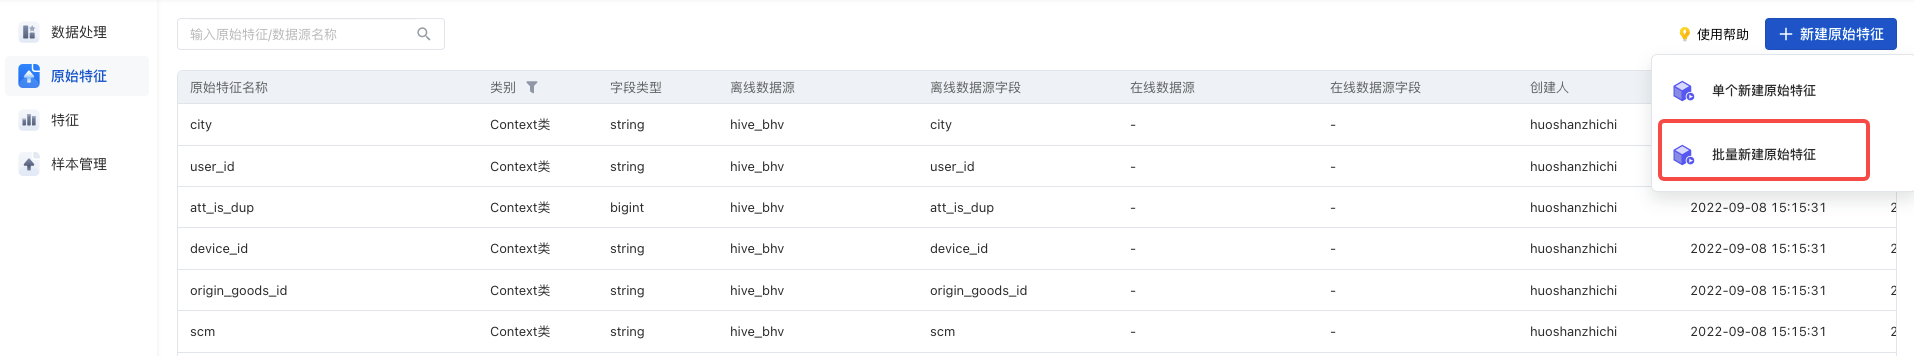 数据处理
原始特征
特征
样本管理
输入原始特征/数据源名称
使用帮助
新建原始特征
单个新建原始特征
批量新建原始特征
原始特征名称 类别 字段类型 离线数据源 离线数据源字段 在线数据源 在线数据源字段 创建人
city Context类 string hive_bhv city - - huoshanzhichi
user_id Context类 string hive_bhv user_id - - huoshanzhichi
att_is_dup Context类 bigint hive_bhv att_is_dup - - huoshanzhichi 2022-09-08 15:15:31 2
device_id Context类 string hive_bhv device_id - - huoshanzhichi 2022-09-08 15:15:31 2
origin_goods_id Context类 string hive_bhv origin_goods_id - - huoshanzhichi 2022-09-08 15:15:31 2
scm Context类 string hive_bhv scm - - huoshanzhichi 2022-09-08 15:15:31 2